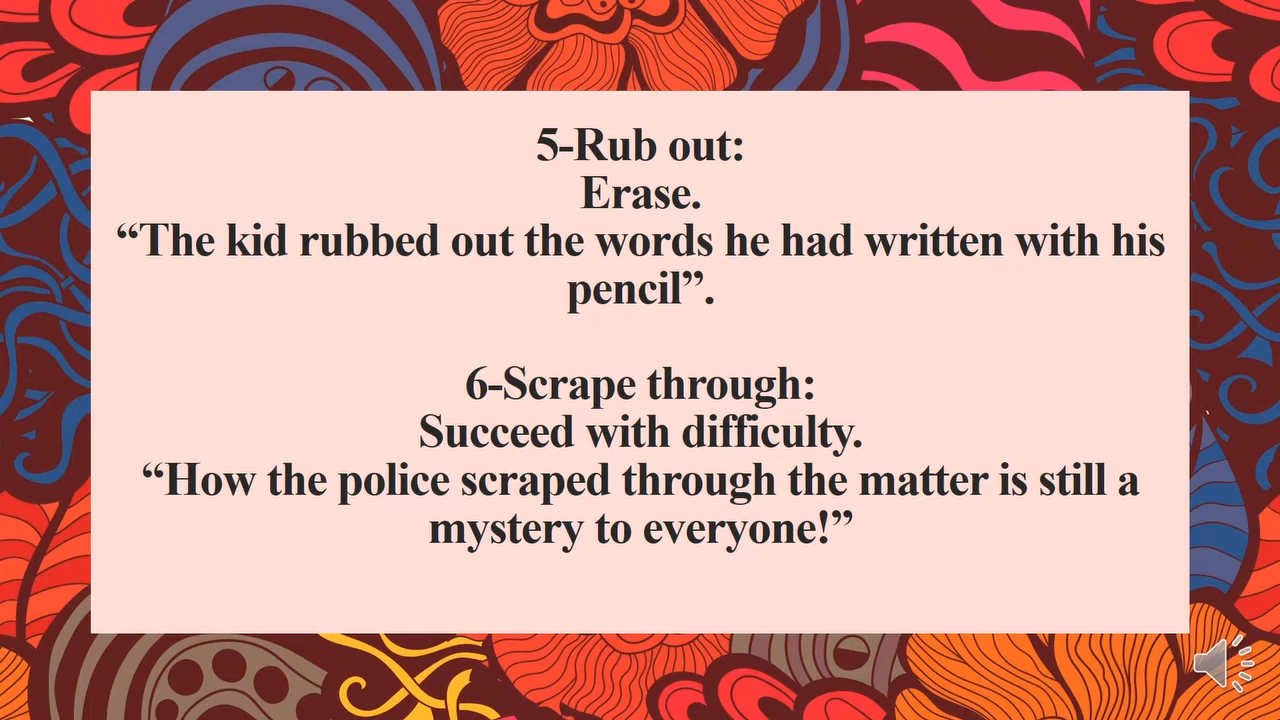 5-Rub out:
Erase.
“The kid rubbed out the words he had written with his
pencil”.
6-Scrape through:
Succeed with difficulty.
“How the police scraped through the matter is still a
mystery to everyone!”